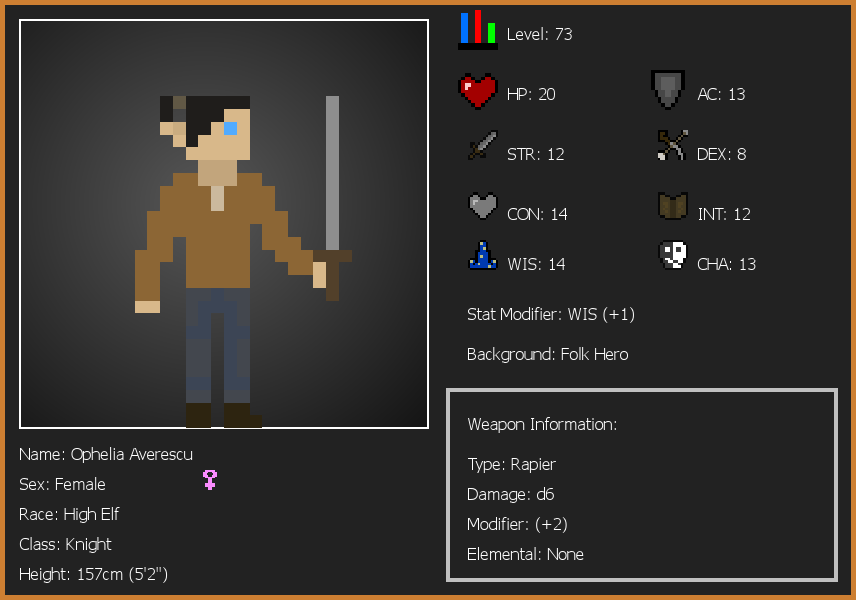 Level: 73
HP: 20
AC: 13
STR: 12
DEX: 8
CON: 14
INT: 12
WIS: 14
CHA: 13
Stat Modifier: WIS (+1)
Background: Folk Hero
Weapon Information:
Type: Rapier
Damage: d6
Modifier: (+2)
Elemental: None
Name: Ophelia Averescu
Sex: Female
Race: High Elf
Class: Knight
Height: 157cm (5'2")